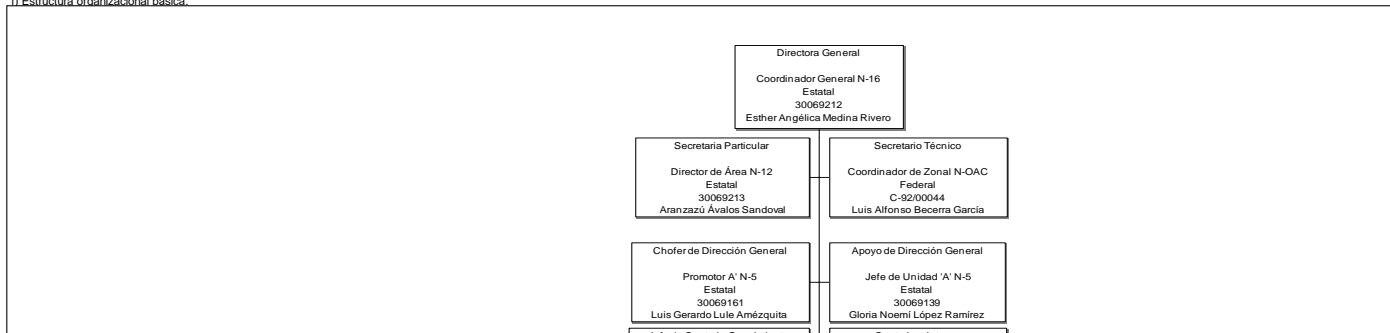 I) Estructura organizacional básica.
Directora General
Coordinador General N-16
Estatal
30069212
Esther Angélica Medina Rivero
Secretaria Particular
Director de Área N-12
Estatal
30069213
Aranzazú Ávalos Sandoval
Secretario Técnico
Coordinador de Zonal N-OAC
Federal
C-92/00044
Luis Alfonso Becerra García
Chofer de Dirección General
Promotor A' N-5
Estatal
30069161
Luis Gerardo Lule Amézquita
Apoyo de Dirección General
Jefe de Unidad 'A' N-5
Estatal
30069139
Gloria Noemí López Ramírez